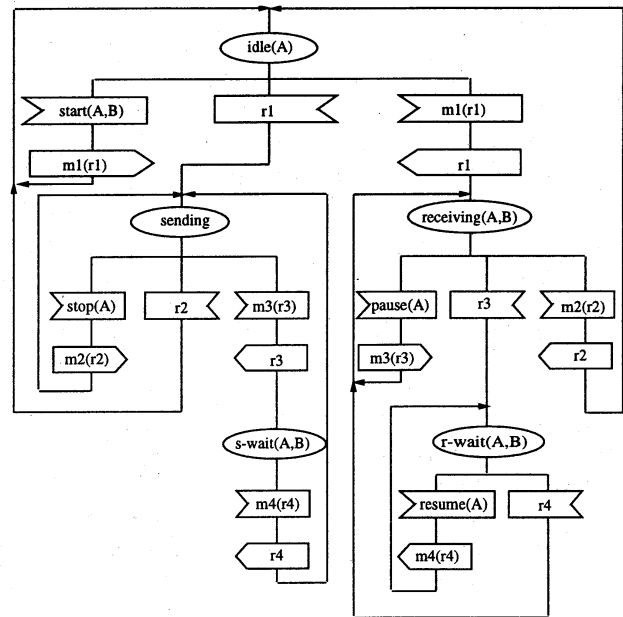 idle(A)
start(A,B)
r1
m1(r1)
m1(r1)
r1
sending
receiving(A,B)
stop(A)
r2
m3(r3)
pause(A)
r3
m2(r2)
m2(r2)
r3
m3(r3)
r2
s-wait(A,B)
r-wait(A,B)
m4(r4)
resume(A)
r4
r4
m4(r4)